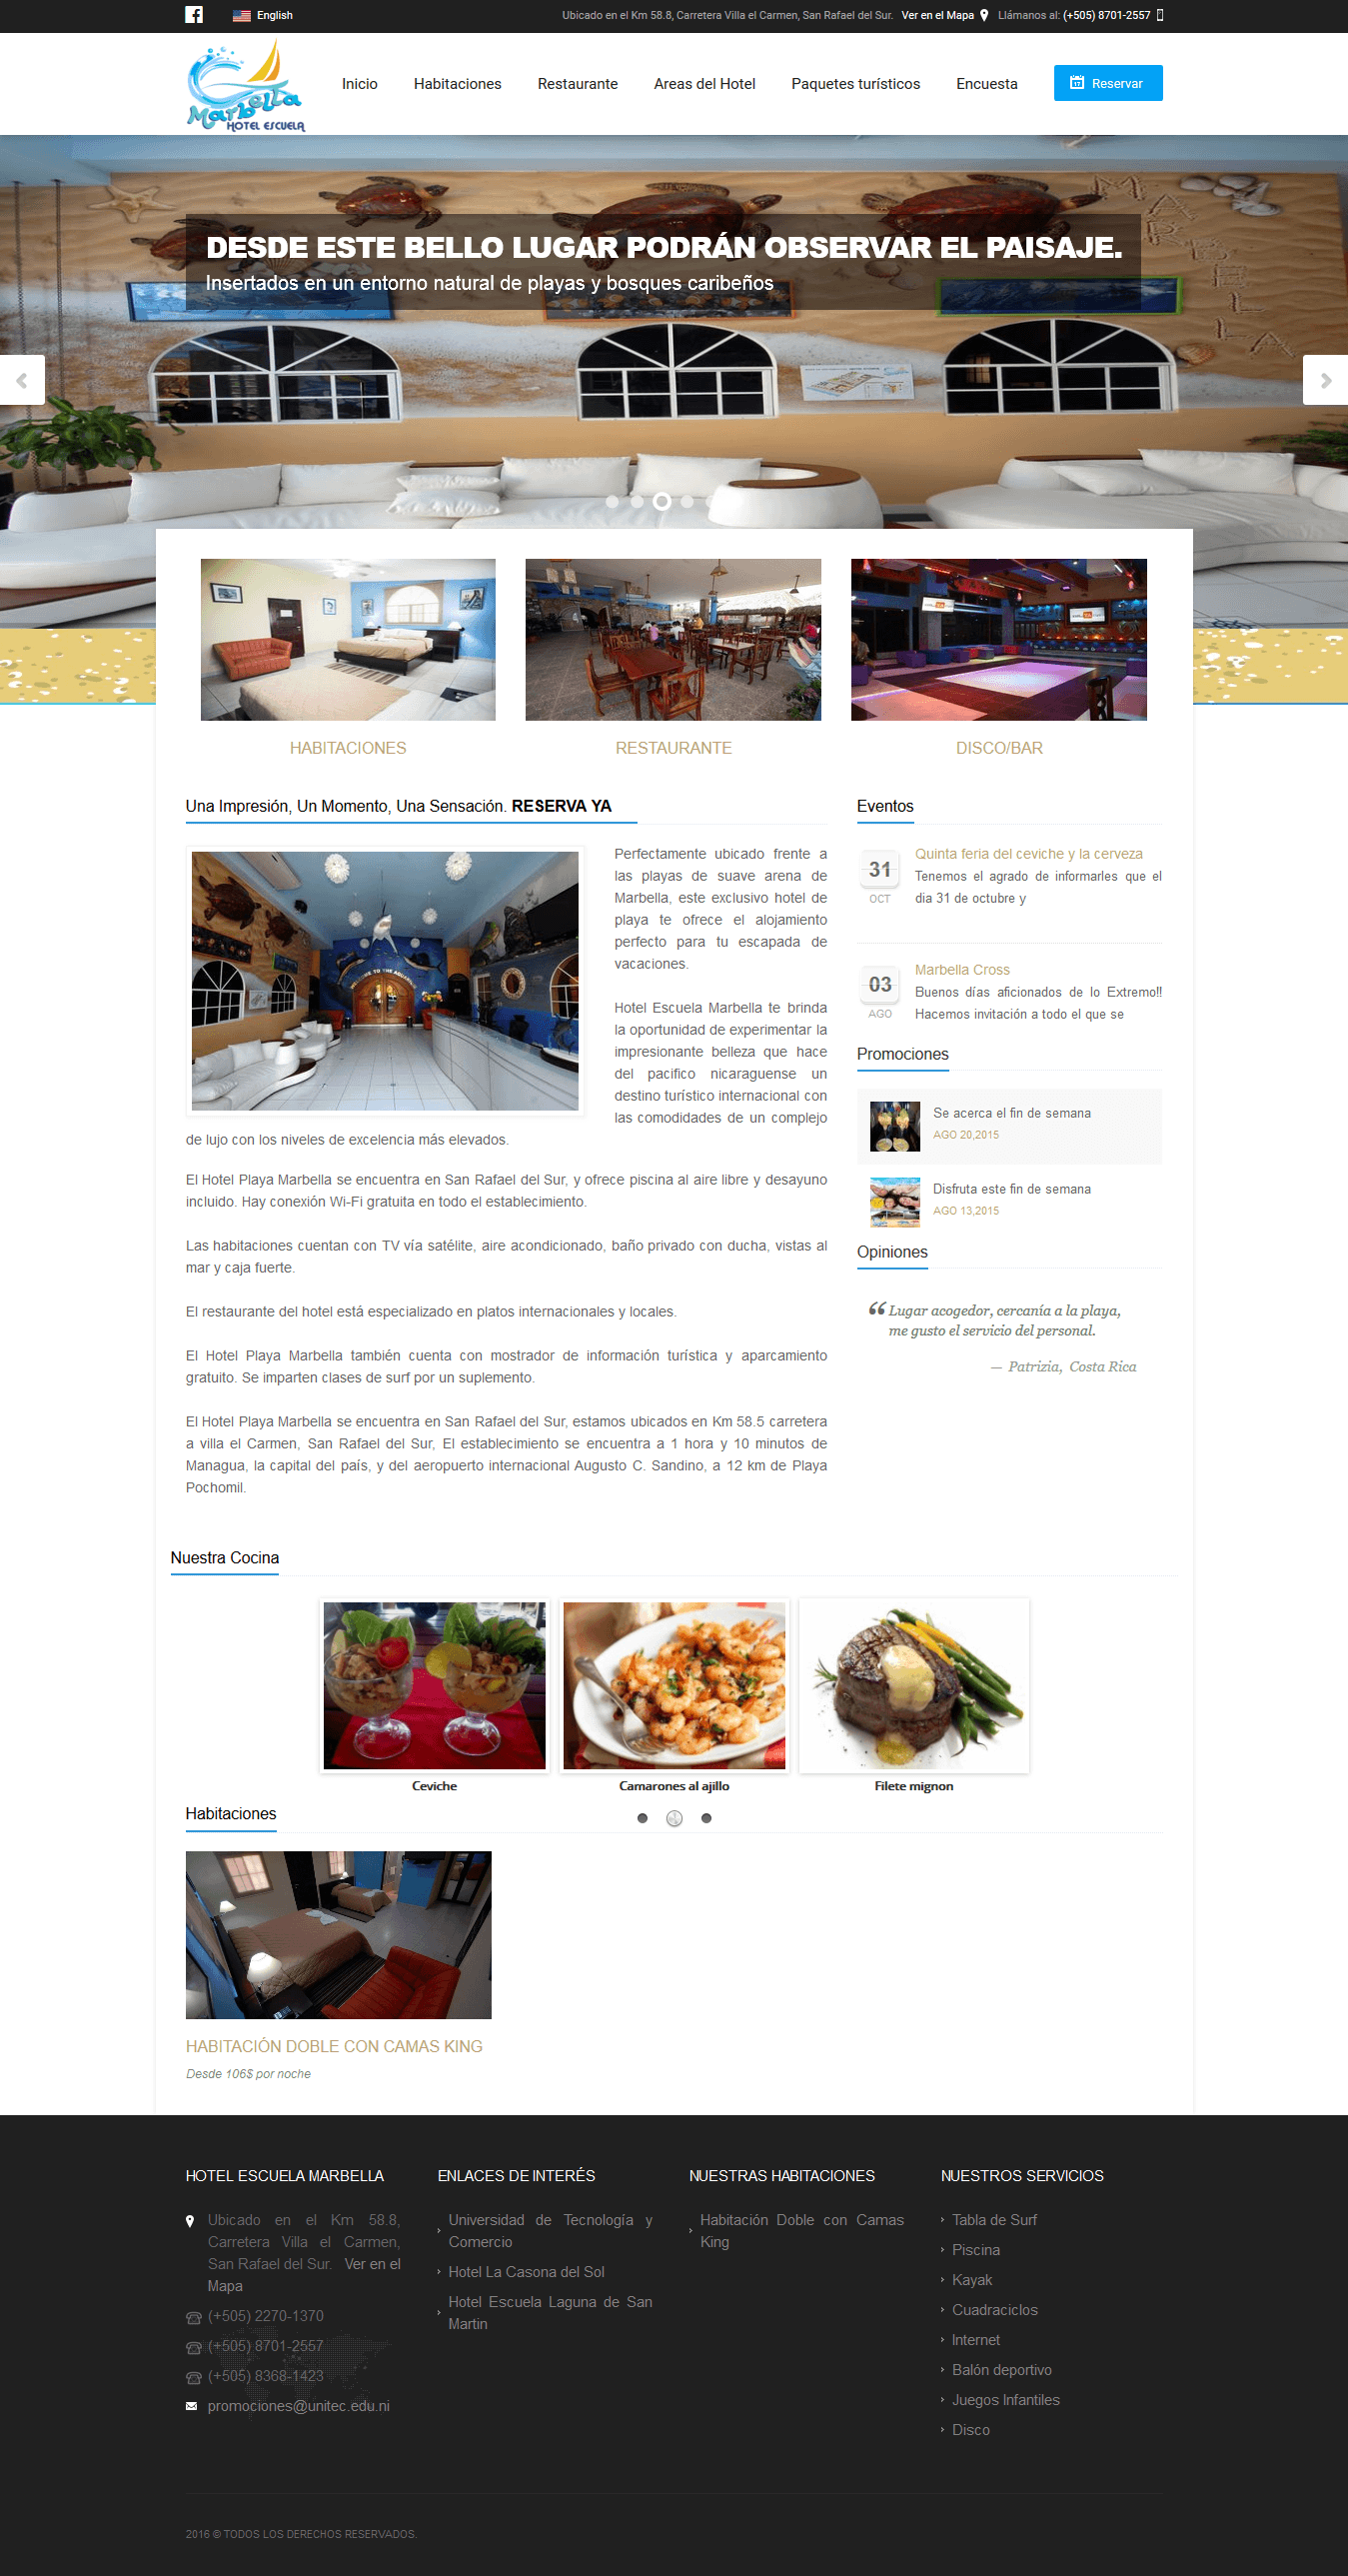 English
Ubicado en el Km 58.8, Carretera Villa el Carmen, San Rafael del Sur. Ver en el Mapa Llámanos al: (+505) 8701-2557
Marbella
HOTEL ESCUELA
Inicio Habitaciones Restaurante Areas del Hotel Paquetes turísticos Encuesta Reservar
MARBELLA
DESDE ESTE BELLO LUGAR PODRÁN OBSERVAR EL PAISAJE.
Insertados en un entorno natural de playas y bosques caribeños
HABITACIONES RESTAURANTE DISCO/BAR
Una Impresión, Un Momento, Una Sensación. RESERVA YA
WELCOME TO THE AQUARIUM
Perfectamente ubicado frente a
las playas de suave arena de
Marbella, este exclusivo hotel de
playa te ofrece el alojamiento
perfecto para tu escapada de
vacaciones.
Hotel Escuela Marbella te brinda
la oportunidad de experimentar la
impresionante belleza que hace
del pacifico nicaraguense un
destino turístico internacional con
las comodidades de un complejo
de lujo con los niveles de excelencia más elevados.
El Hotel Playa Marbella se encuentra en San Rafael del Sur, y ofrece piscina al aire libre y desayuno
incluido. Hay conexión Wi-Fi gratuita en todo el establecimiento.
Las habitaciones cuentan con TV vía satélite, aire acondicionado, baño privado con ducha, vistas al
mar y caja fuerte.
El restaurante del hotel está especializado en platos internacionales y locales.
El Hotel Playa Marbella también cuenta con mostrador de información turística y aparcamiento
gratuito. Se imparten clases de surf por un suplemento.
El Hotel Playa Marbella se encuentra en San Rafael del Sur, estamos ubicados en Km 58.5 carretera
a villa el Carmen, San Rafael del Sur, El establecimiento se encuentra a 1 hora y 10 minutos de
Managua, la capital del país, y del aeropuerto internacional Augusto C. Sandino, a 12 km de Playa
Pochomil.
Eventos
31
OCT
Quinta feria del ceviche y la cerveza
Tenemos el agrado de informarles que el
dia 31 de octubre y
03
AGO
Marbella Cross
Buenos días aficionados de lo Extremo!!
Hacemos invitación a todo el que se
Promociones
Se acerca el fin de semana
AGO 20,2015
Disfruta este fin de semana
AGO 13,2015
Opiniones
“ Lugar acogedor, cercanía a la playa,
me gusto el servicio del personal.
— Patrizia, Costa Rica
Nuestra Cocina
Ceviche Camarones al ajillo Filete mignon
Habitaciones
HABITACIÓN DOBLE CON CAMAS KING
Desde 106$ por noche
HOTEL ESCUELA MARBELLA
Ubicado en el Km 58.8,
Carretera Villa el Carmen,
San Rafael del Sur. Ver en el
Mapa
(+505) 2270-1370
(+505) 8701-2557
(+505) 8368-1423
promociones@unitec.edu.ni
ENLACES DE INTERÉS
Universidad de Tecnología y
Comercio
Hotel La Casona del Sol
Hotel Escuela Laguna de San
Martin
NUESTRAS HABITACIONES
Habitación Doble con Camas
King
NUESTROS SERVICIOS
Tabla de Surf
Piscina
Kayak
Cuadraciclos
Internet
Balón deportivo
Juegos Infantiles
Disco
2016 © TODOS LOS DERECHOS RESERVADOS.